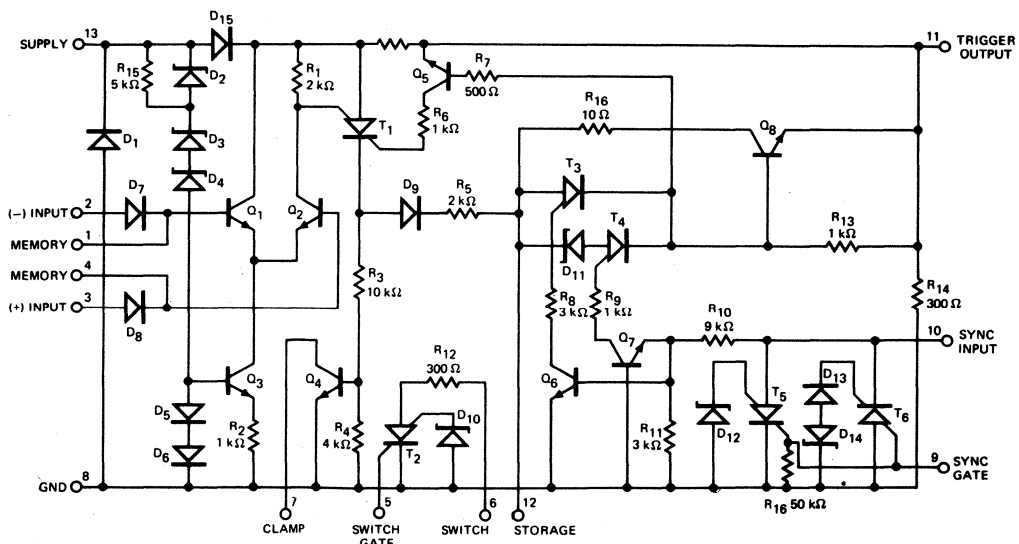 SUPPLY 13
D15
11 TRIGGER
OUTPUT
R15
5 kΩ
D2
R1
2 kΩ
Q5
R7
500 Ω
T1
R6
1 kΩ
R16
10 Ω
Q8
D1
D3
D4
T3
(−) INPUT 2
D7
Q1
Q2
D9
R5
2 kΩ
T4
R13
1 kΩ
MEMORY 1
D11
MEMORY 4
R3
10 kΩ
R8
3 kΩ
R9
1 kΩ
R14
300 Ω
(+) INPUT 3
D8
R10
9 kΩ
10 SYNC
INPUT
Q7
R12
300 Ω
Q3
Q4
Q6
D5
D10
T5
D13
T6
R2
1 kΩ
R4
4 kΩ
T2
R11
3 kΩ
D12
D14
D6
9 SYNC
GATE
GND 8
R16 50 kΩ
7
CLAMP
5
SWITCH
GATE
6
SWITCH
12
STORAGE